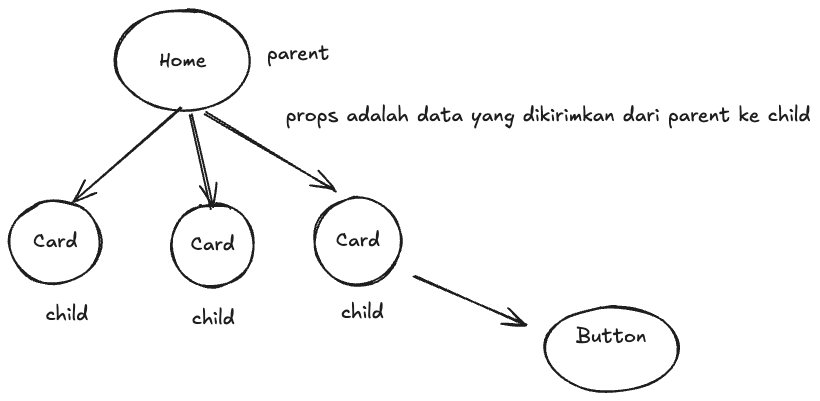 Home
parent
props adalah data yang dikirimkan dari parent ke child
Card
Card
Card
child
child
child
Button